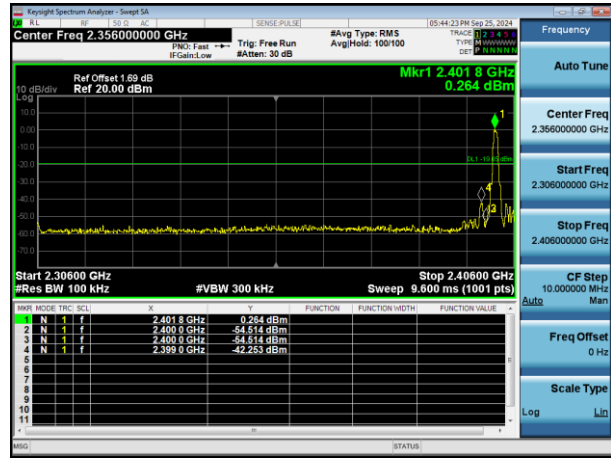 Keysight Spectrum Analyzer - Swept SA
RL RF 50 Ω AC SENSE:PULSE 05:44:23 PM Sep 25, 2024
Center Freq 2.356000000 GHz
PNO: Fast
IFGain:Low
Trig: Free Run
#Atten: 30 dB
#Avg Type: RMS
Avg|Hold: 100/100
TRACE 1 2 3 4 5 6
TYPE M W W W W W
DET P N N N N N
Frequency
Ref Offset 1.69 dB
10 dB/div Ref 20.00 dBm
Mkr1 2.401 8 GHz
0.264 dBm
Log
10.0
0.00
-10.0
-20.0
-30.0
-40.0
-50.0
-60.0
-70.0
1
4
3
Start 2.30600 GHz Stop 2.40600 GHz
#Res BW 100 kHz #VBW 300 kHz Sweep 9.600 ms (1001 pts)
MKR MODE TRC SCL X Y FUNCTION FUNCTION WIDTH FUNCTION VALUE
1 N 1 f 2.401 8 GHz 0.264 dBm
2 N 1 f 2.400 0 GHz -54.514 dBm
3 N 1 f 2.400 0 GHz -54.514 dBm
4 N 1 f 2.399 0 GHz -42.253 dBm
5
6
7
8
9
10
11
MSG STATUS
Auto Tune
Center Freq
2.356000000 GHz
Start Freq
2.306000000 GHz
Stop Freq
2.406000000 GHz
CF Step
10.000000 MHz
Auto Man
Freq Offset
0 Hz
Scale Type
Log Lin